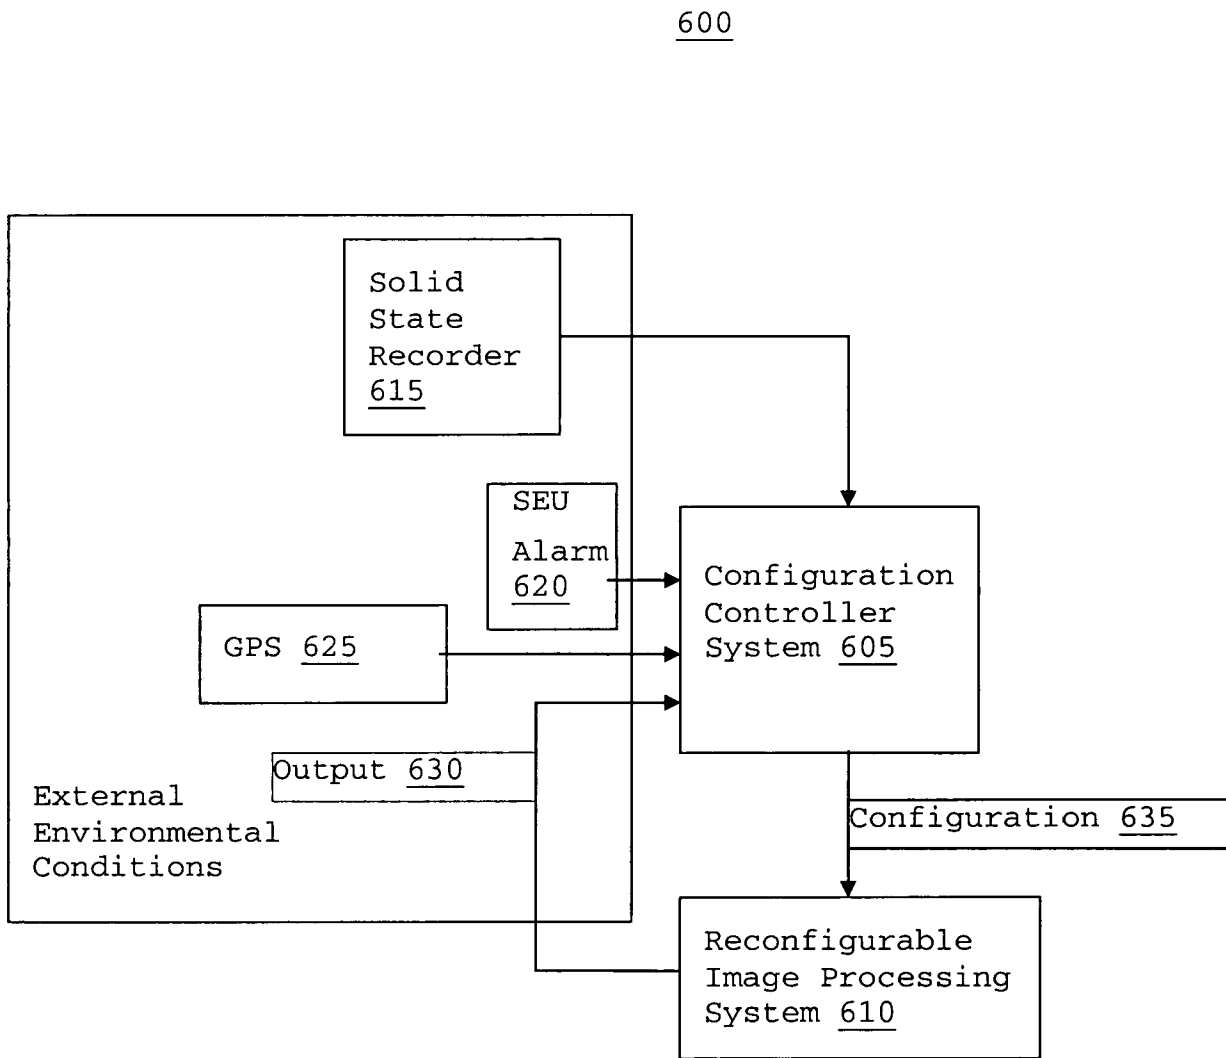 600
Solid
State
Recorder
615
SEU
Alarm
620
Configuration
Controller
System 605
GPS 625
Output 630
External
Environmental
Conditions
Configuration 635
Reconfigurable
Image Processing
System 610